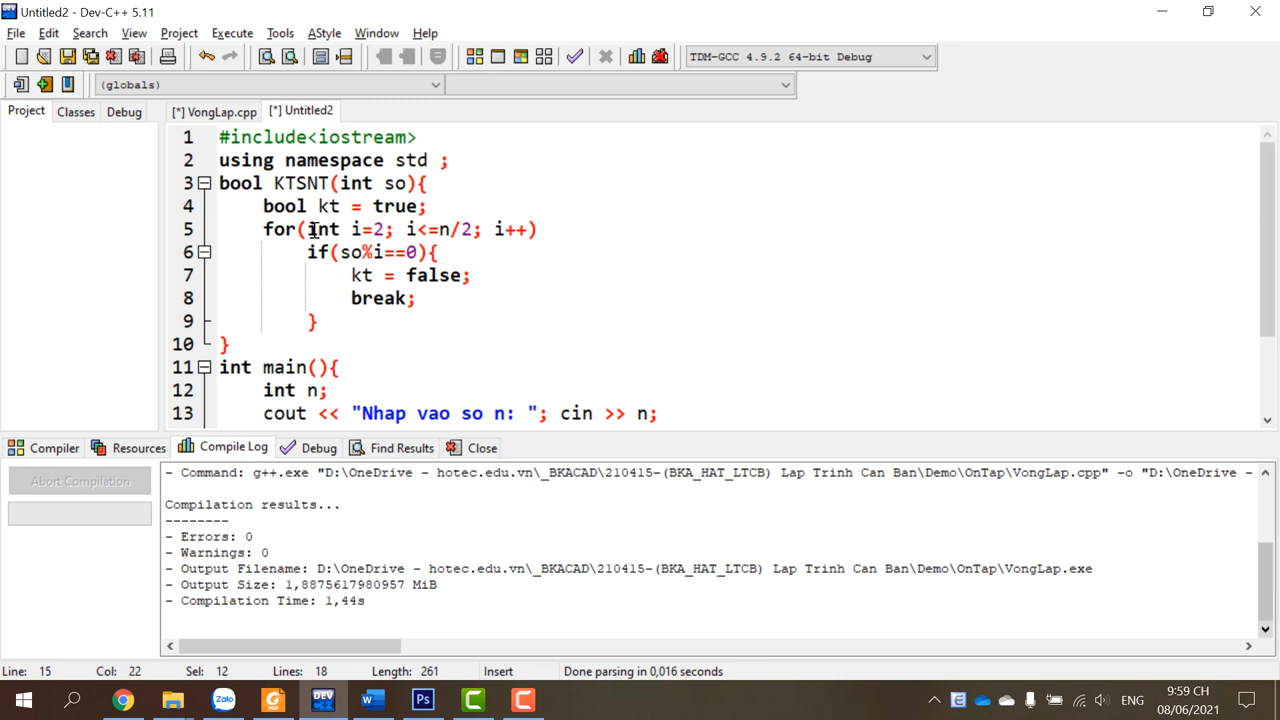 Untitled2 - Dev-C++ 5.11
File Edit Search View Project Execute Tools AStyle Window Help
TDM-GCC 4.9.2 64-bit Debug
(globals)
Project Classes Debug [*] VongLap.cpp [*] Untitled2
1 #include<iostream>
2 using namespace std ;
3 bool KTSNT(int so){
4 bool kt = true;
5 for(int i=2; i<=n/2; i++)
6 if(so%i==0){
7 kt = false;
8 break;
9 }
10 }
11 int main(){
12 int n;
13 cout << "Nhap vao so n: "; cin >> n;
Compiler Resources Compile Log Debug Find Results Close
Abort Compilation
- Command: g++.exe "D:\OneDrive - hotec.edu.vn\_BKACAD\210415-(BKA_HAT_LTCB) Lap Trinh Can Ban\Demo\OnTap\VongLap.cpp" -o "D:\OneDrive -
Compilation results...
--------
- Errors: 0
- Warnings: 0
- Output Filename: D:\OneDrive - hotec.edu.vn\_BKACAD\210415-(BKA_HAT_LTCB) Lap Trinh Can Ban\Demo\OnTap\VongLap.exe
- Output Size: 1,8875617980957 MiB
- Compilation Time: 1,44s
Line: 15 Col: 22 Sel: 12 Lines: 18 Length: 261 Insert Done parsing in 0,016 seconds
DEV
PDF
W
Ps
C
C
ENG
9:59 CH
08/06/2021
Zalo